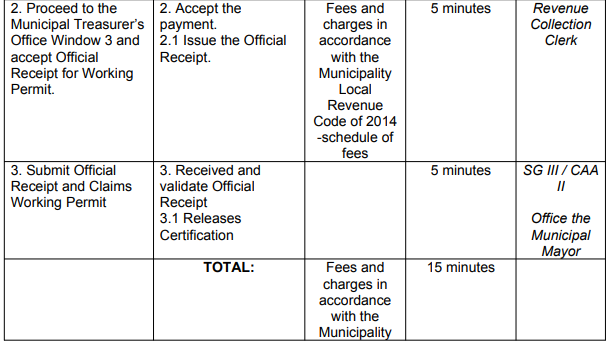 2. Proceed to the
Municipal Treasurer's
Office Window 3 and
accept Official
Receipt for Working
Permit.
2. Accept the
payment.
2.1 Issue the Official
Receipt.
Fees and
charges in
accordance
with the
Municipality
Local
Revenue
Code of 2014
-schedule of
fees
5 minutes
Revenue
Collection
Clerk
3. Submit Official
Receipt and Claims
Working Permit
3. Received and
validate Official
Receipt
3.1 Releases
Certification
5 minutes
SG III / CAA
II
Office the
Municipal
Mayor
TOTAL:
Fees and
charges in
accordance
with the
Municipality
15 minutes